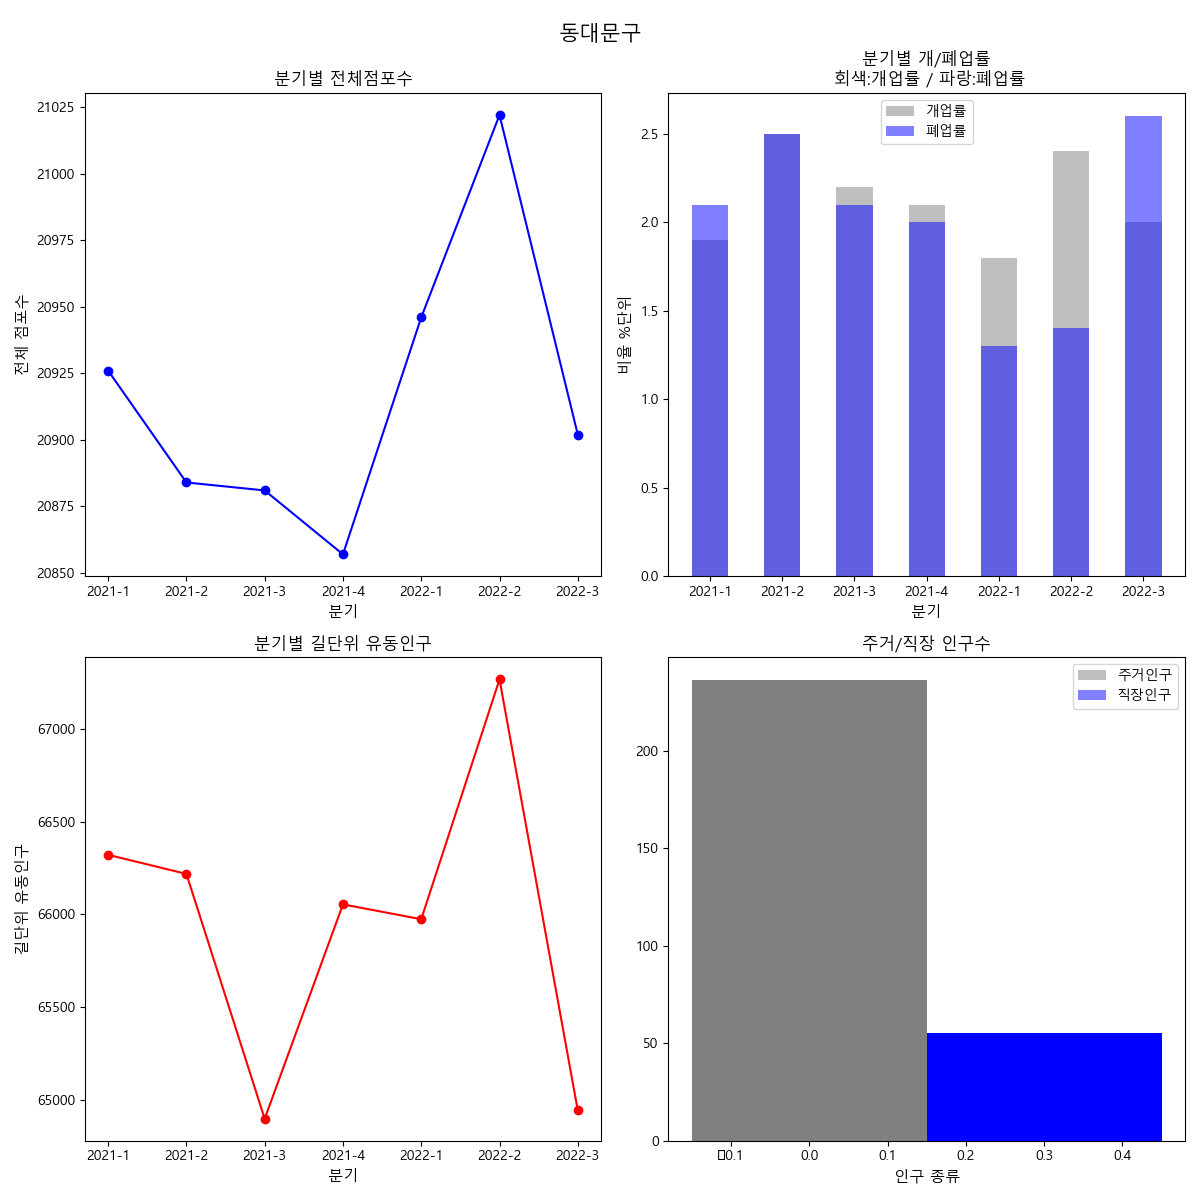 동대문구
분기별 전체점포수
전체 점포수
21025
21000
20975
20950
20925
20900
20875
20850
2021-1 2021-2 2021-3 2021-4 2022-1 2022-2 2022-3
분기
분기별 개/폐업률
회색:개업률 / 파랑:폐업률
개업률
폐업률
비율 %단위
2.5
2.0
1.5
1.0
0.5
0.0
2021-1 2021-2 2021-3 2021-4 2022-1 2022-2 2022-3
분기
분기별 길단위 유동인구
길단위 유동인구
67000
66500
66000
65500
65000
2021-1 2021-2 2021-3 2021-4 2022-1 2022-2 2022-3
분기
주거/직장 인구수
주거인구
직장인구
200
150
100
50
0
□0.1 0.0 0.1 0.2 0.3 0.4
인구 종류